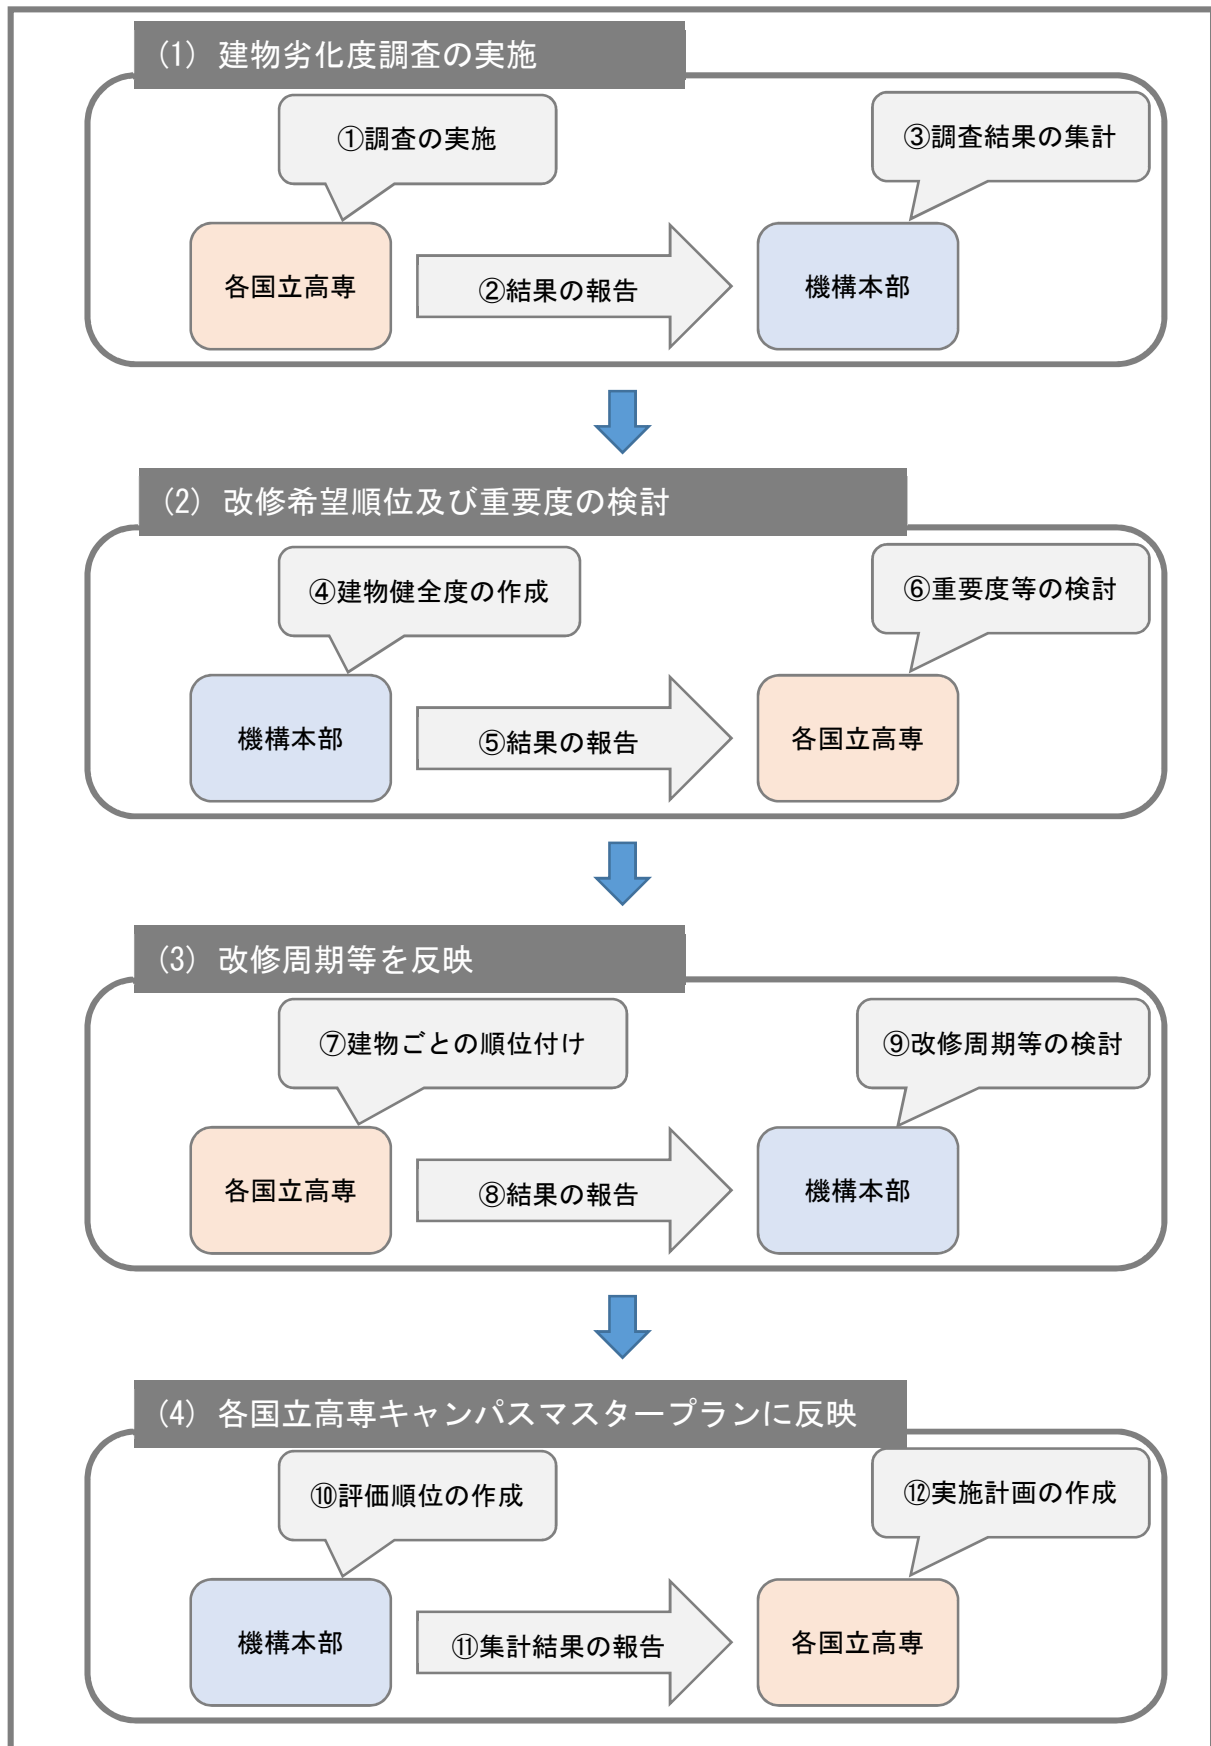 (1) 建物劣化度調査の実施
①調査の実施
③調査結果の集計
各国立高専
②結果の報告
機構本部
(2) 改修希望順位及び重要度の検討
④建物健全度の作成
⑥重要度等の検討
機構本部
⑤結果の報告
各国立高専
(3) 改修周期等を反映
⑦建物ごとの順位付け
⑨改修周期等の検討
各国立高専
⑧結果の報告
機構本部
(4) 各国立高専キャンパスマスタープランに反映
⑩評価順位の作成
⑫実施計画の作成
機構本部
⑪集計結果の報告
各国立高専